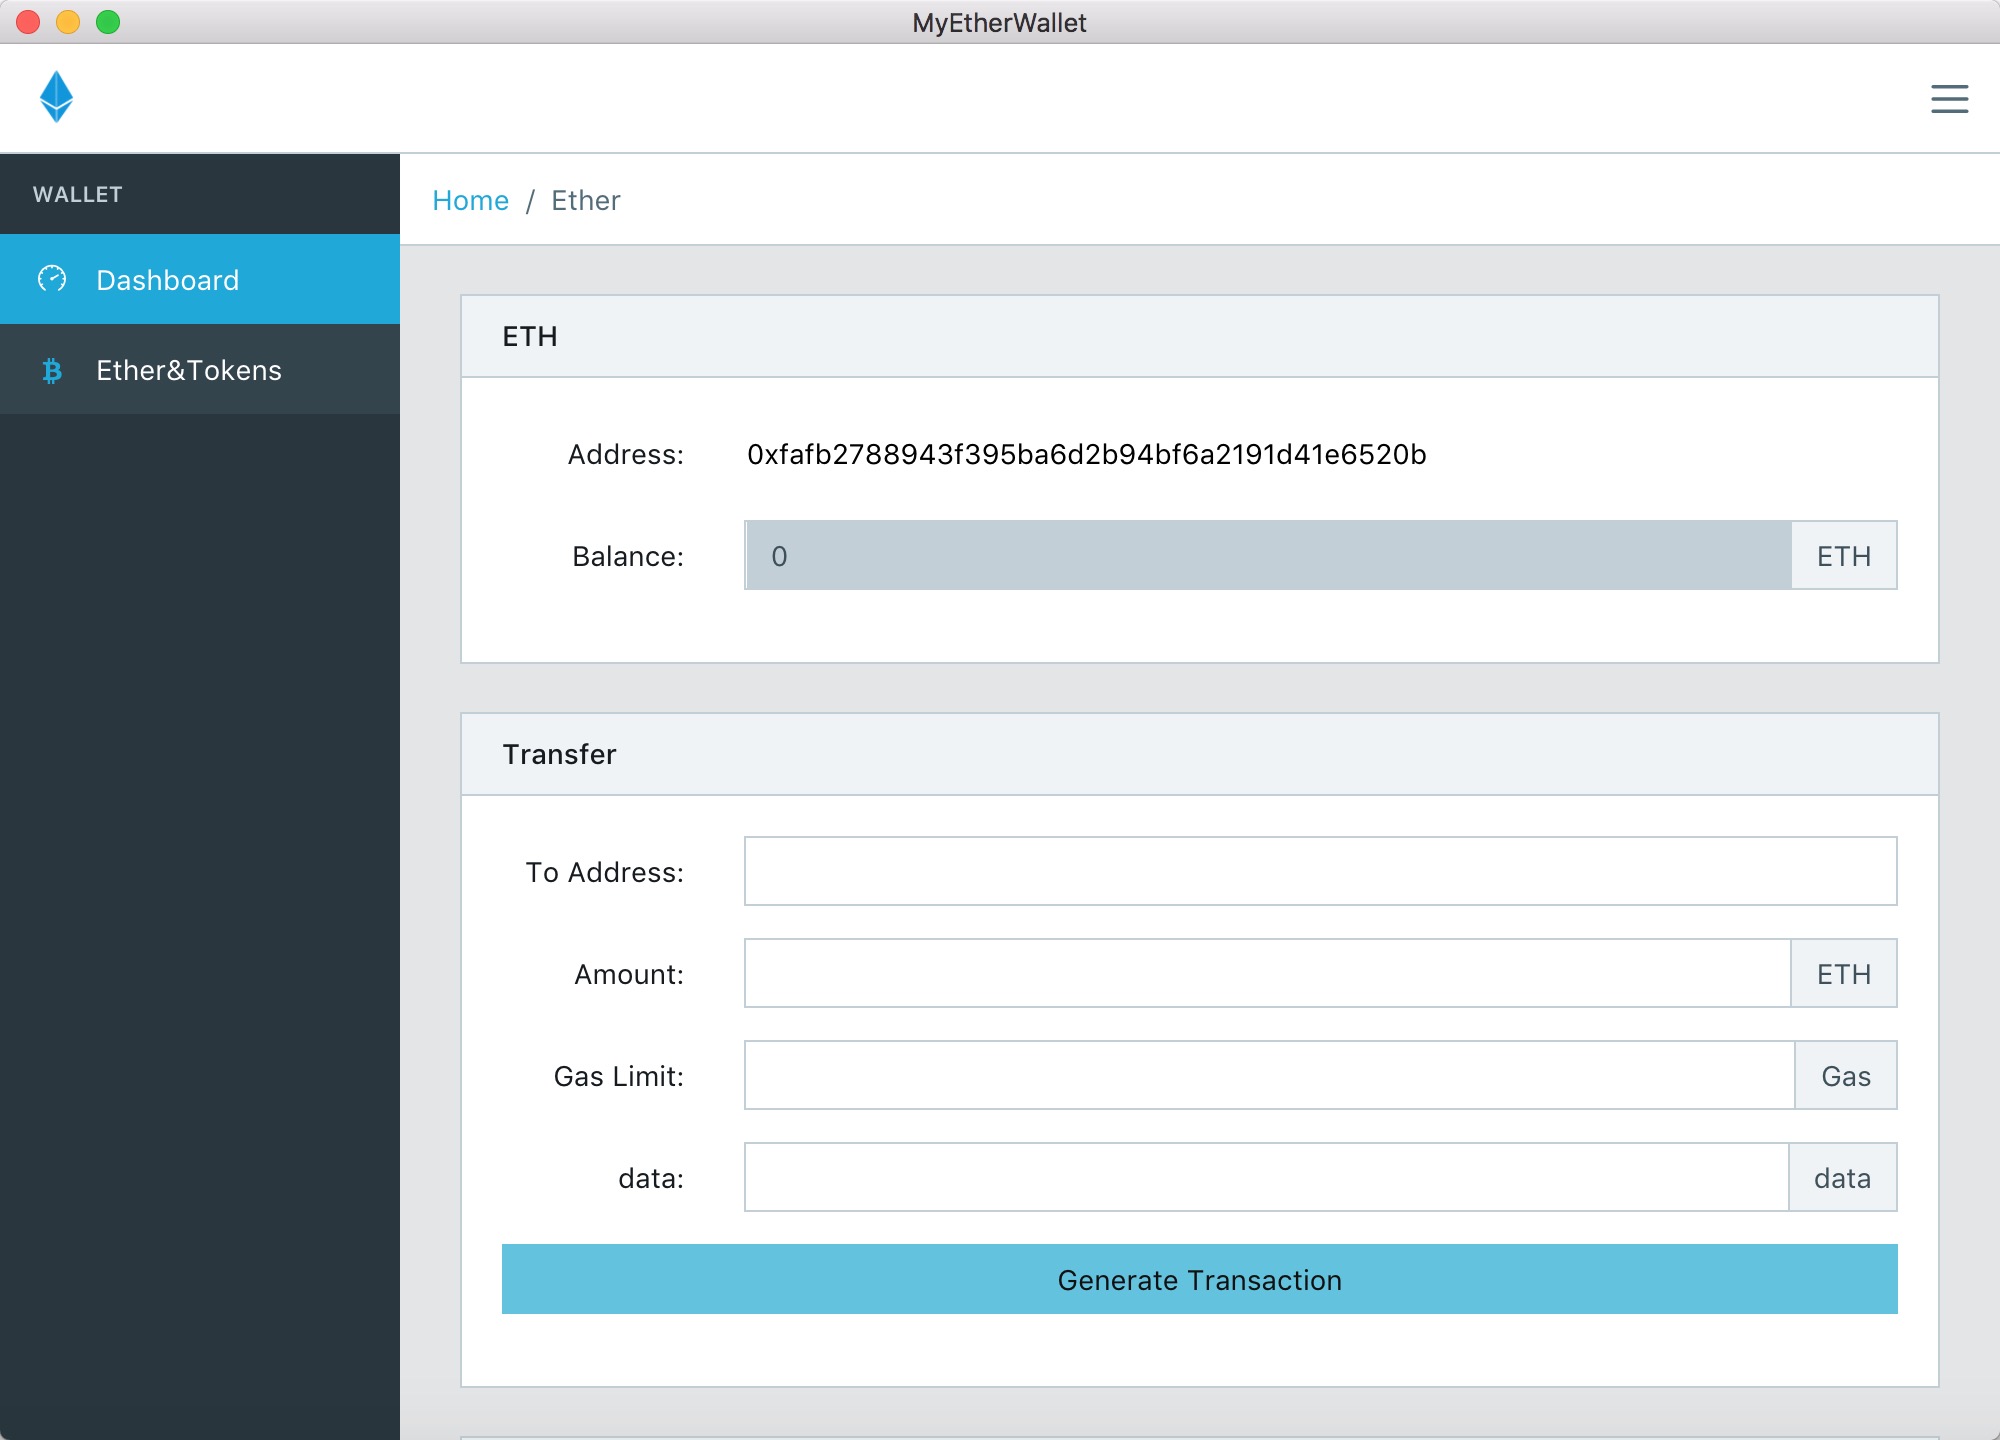 MyEtherWallet
WALLET
Dashboard
Ether&Tokens
Home / Ether
ETH
Address: 0xfafb2788943f395ba6d2b94bf6a2191d41e6520b
Balance: 0 ETH
Transfer
To Address:
Amount: ETH
Gas Limit: Gas
data: data
Generate Transaction